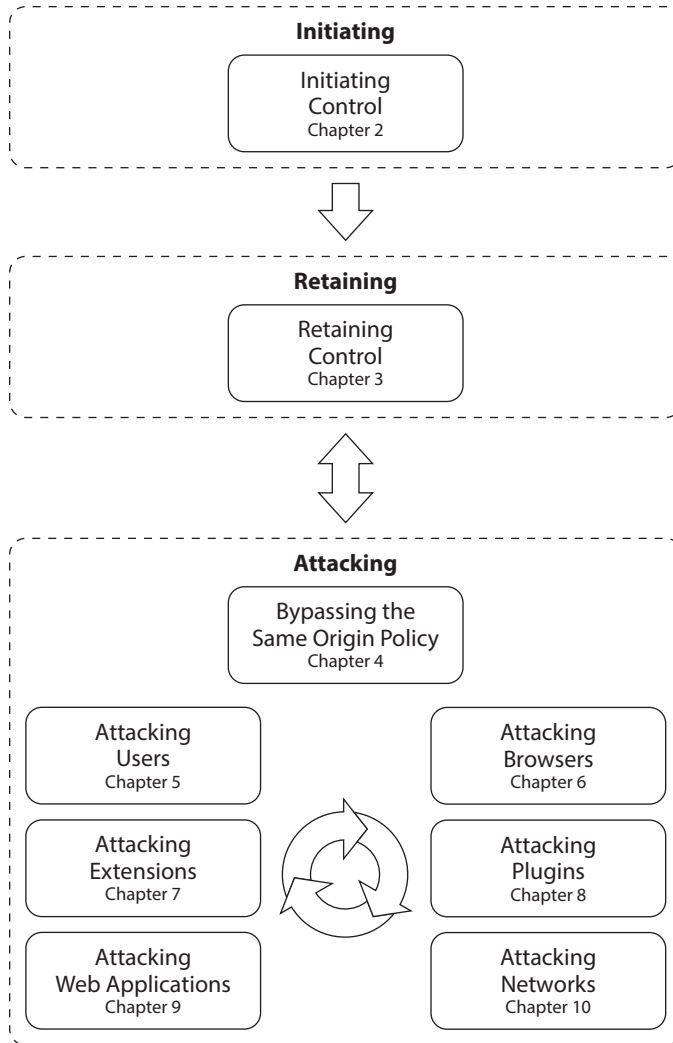 Initiating
Initiating
Control
Chapter 2
Retaining
Retaining
Control
Chapter 3
Attacking
Bypassing the
Same Origin Policy
Chapter 4
Attacking
Users
Chapter 5
Attacking
Browsers
Chapter 6
Attacking
Extensions
Chapter 7
Attacking
Plugins
Chapter 8
Attacking
Web Applications
Chapter 9
Attacking
Networks
Chapter 10